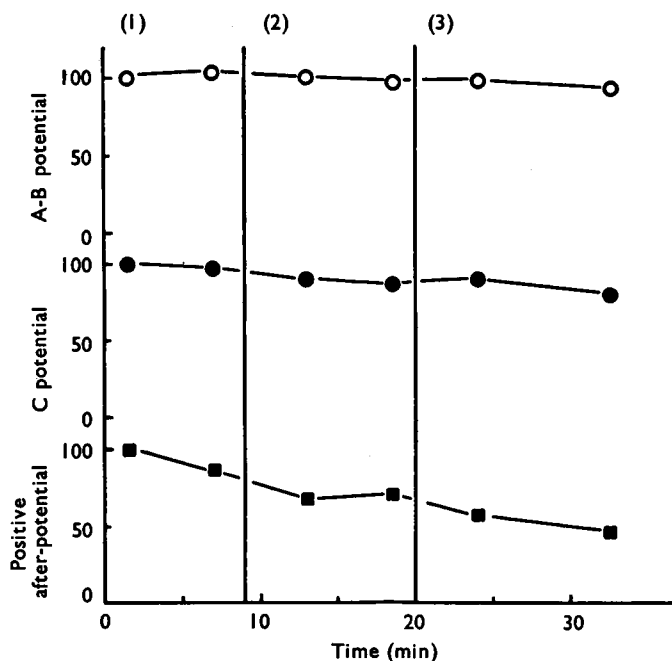 (1) (2) (3)
100
50
0
A-B potential
100
50
0
C potential
100
50
0
Positive
after-potential
0 10 20 30
Time (min)